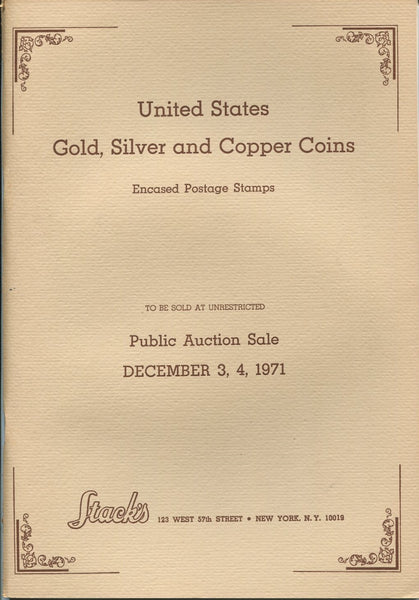 United States
Gold, Silver and Copper Coins
Encased Postage Stamps
TO BE SOLD AT UNRESTRICTED
Public Auction Sale
DECEMBER 3, 4, 1971
Stack's 123 WEST 57th STREET • NEW YORK, N. Y. 10019